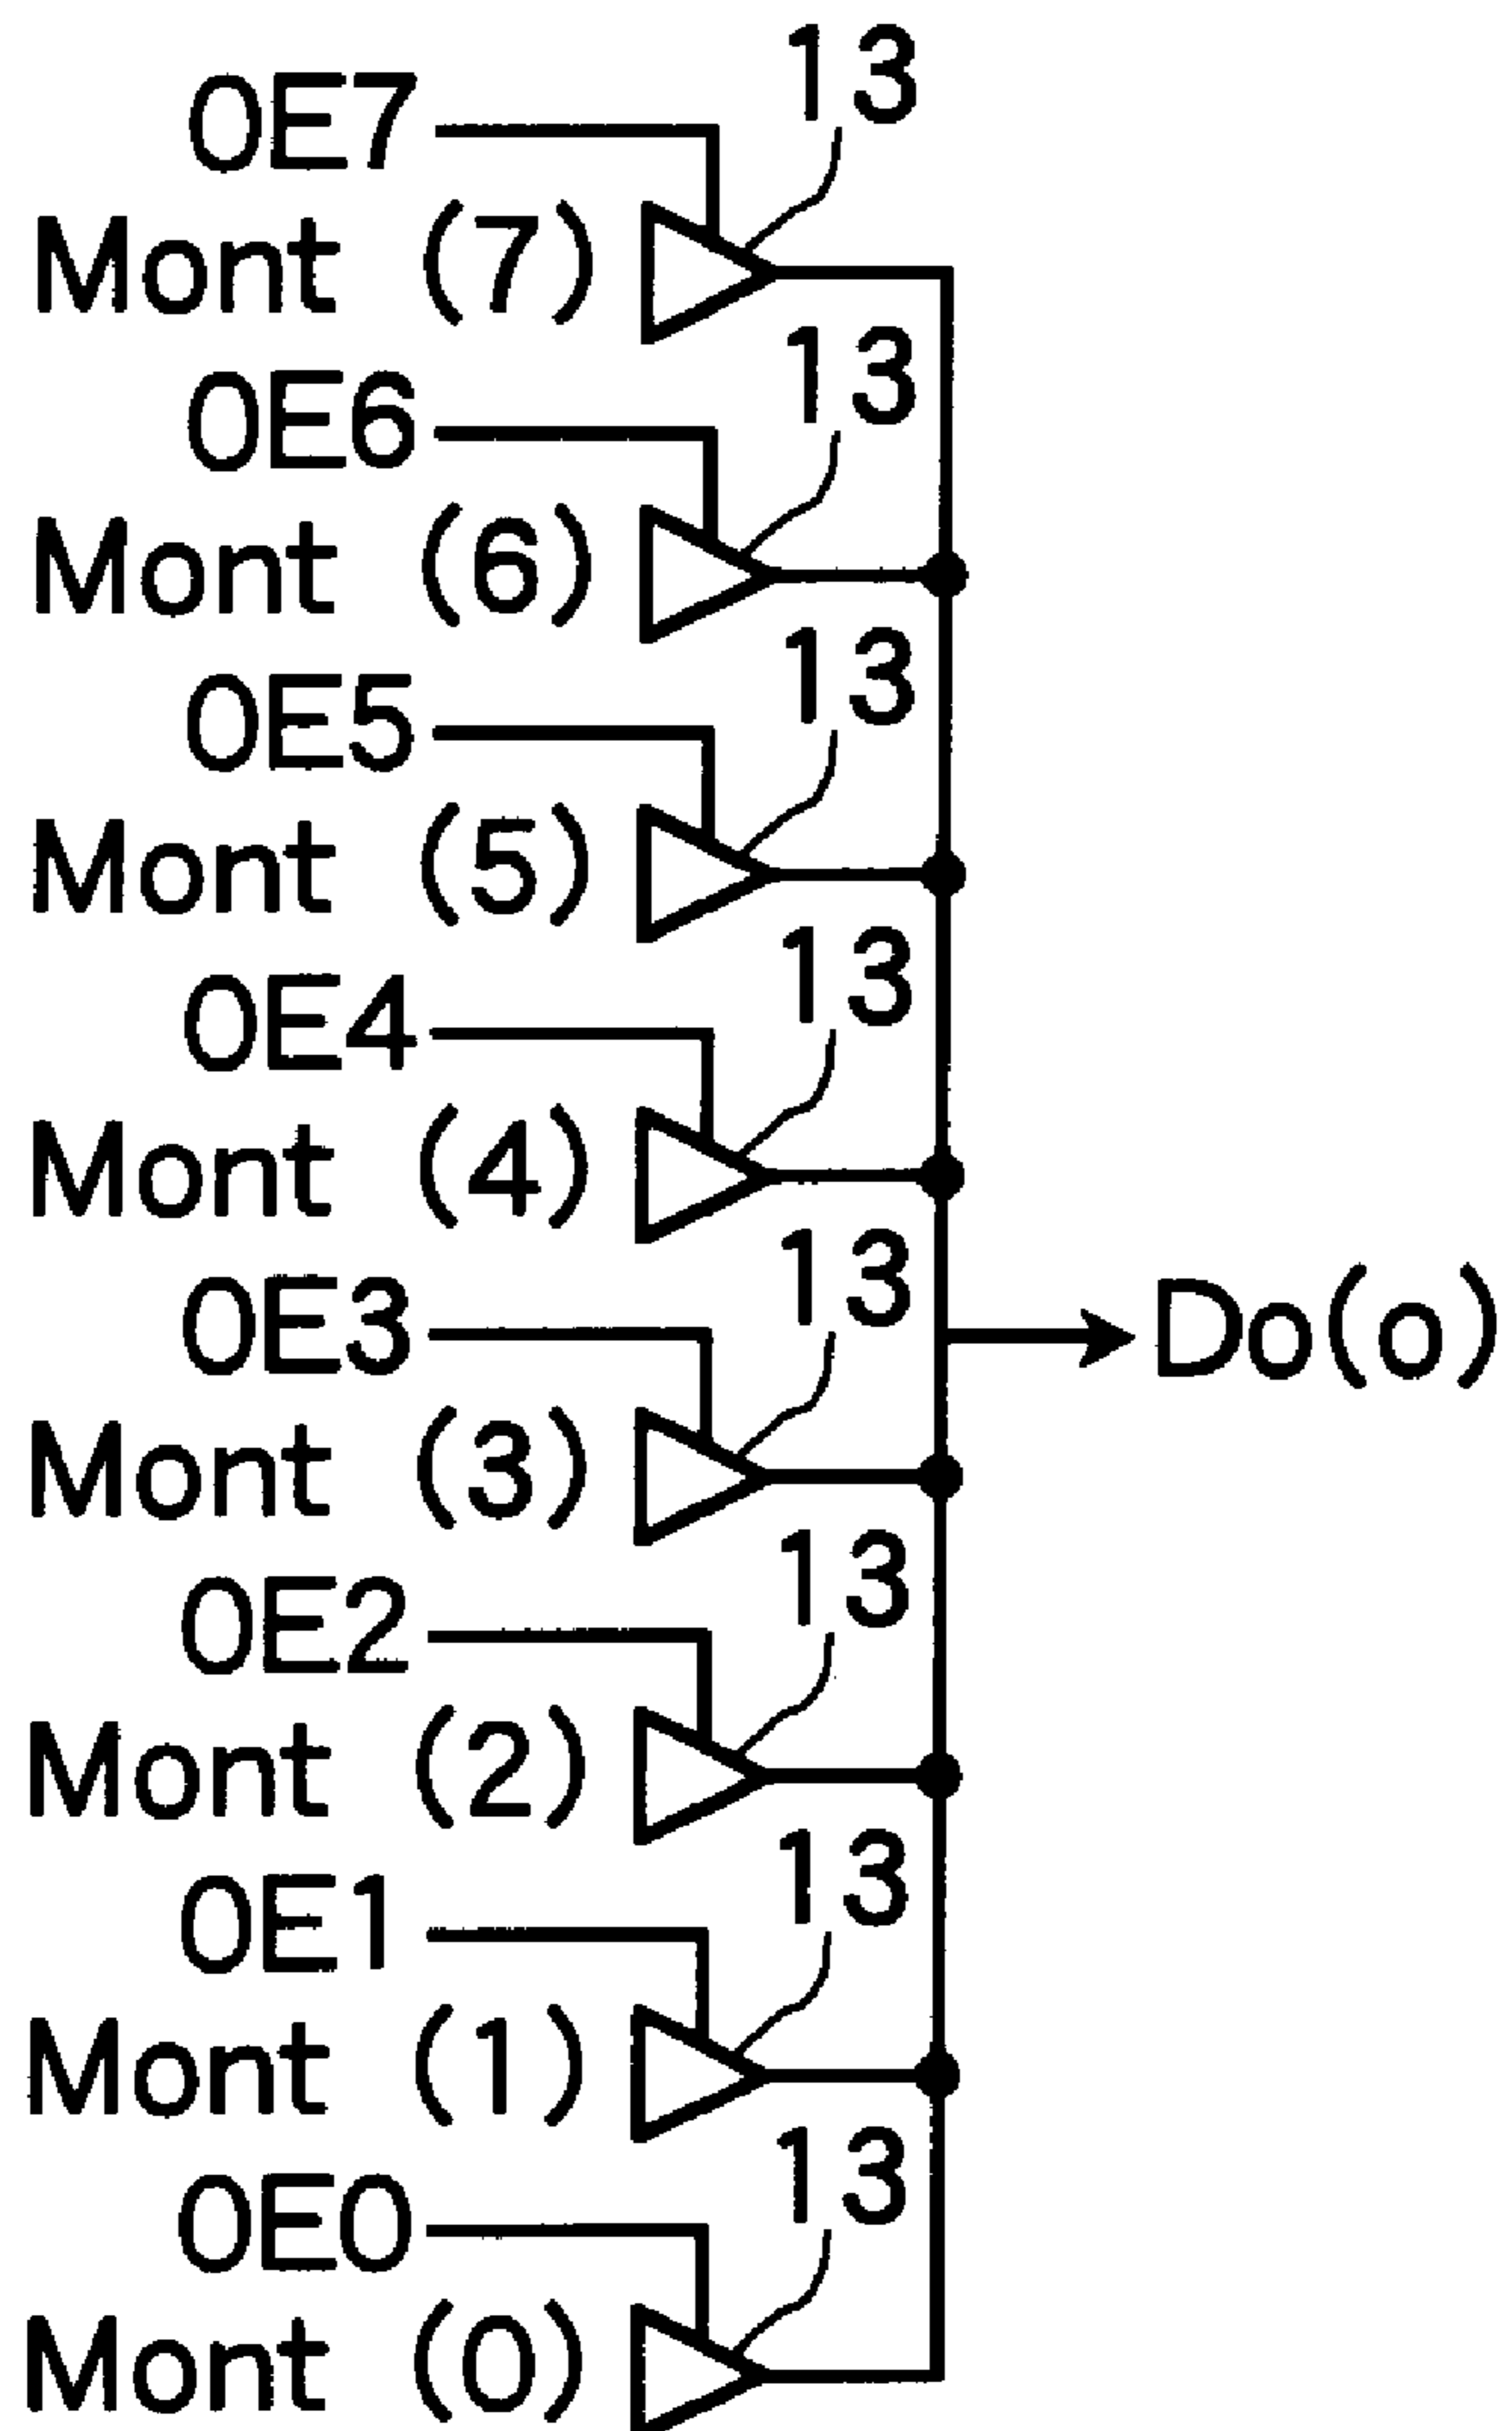 13
OE7
Mont (7)
13
OE6
Mont (6)
13
OE5
Mont (5)
13
OE4
Mont (4)
13
OE3
Do(o)
Mont (3)
13
OE2
Mont (2)
13
OE1
Mont (1)
13
OE0
Mont (0)